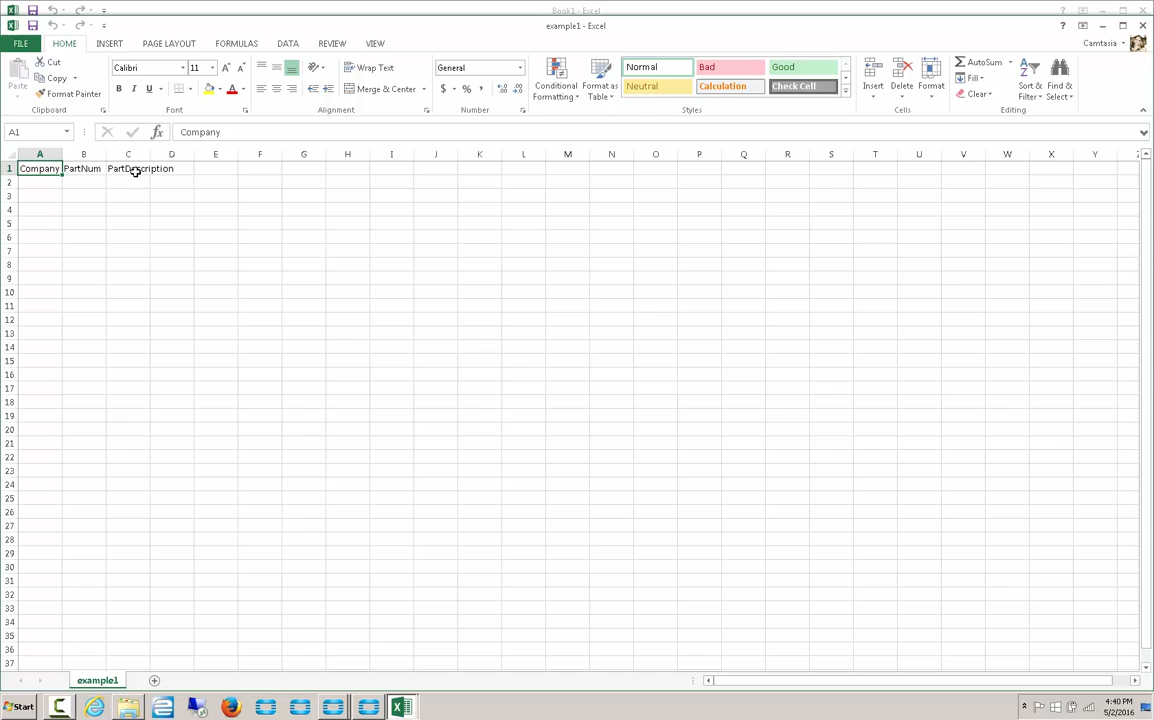 Book1 - Excel
example1 - Excel
FILE HOME INSERT PAGE LAYOUT FORMULAS DATA REVIEW VIEW Camtasia
Cut
Copy
Format Painter
Paste
Clipboard
Calibri 11
B I U
Font
Wrap Text
Merge & Center
Alignment
General
$ % ,
Number
Conditional Formatting
Format as Table
Normal Bad Good
Neutral Calculation Check Cell
Styles
Insert Delete Format
Cells
AutoSum
Fill
Clear
Sort & Filter
Find & Select
Editing
A1 fx Company
A B C D E F G H I J K L M N O P Q R S T U V W X Y Z
1 Company PartNum PartDescription
2
3
4
5
6
7
8
9
10
11
12
13
14
15
16
17
18
19
20
21
22
23
24
25
26
27
28
29
30
31
32
33
34
35
36
37
example1
Start
4:40 PM
5/2/2016